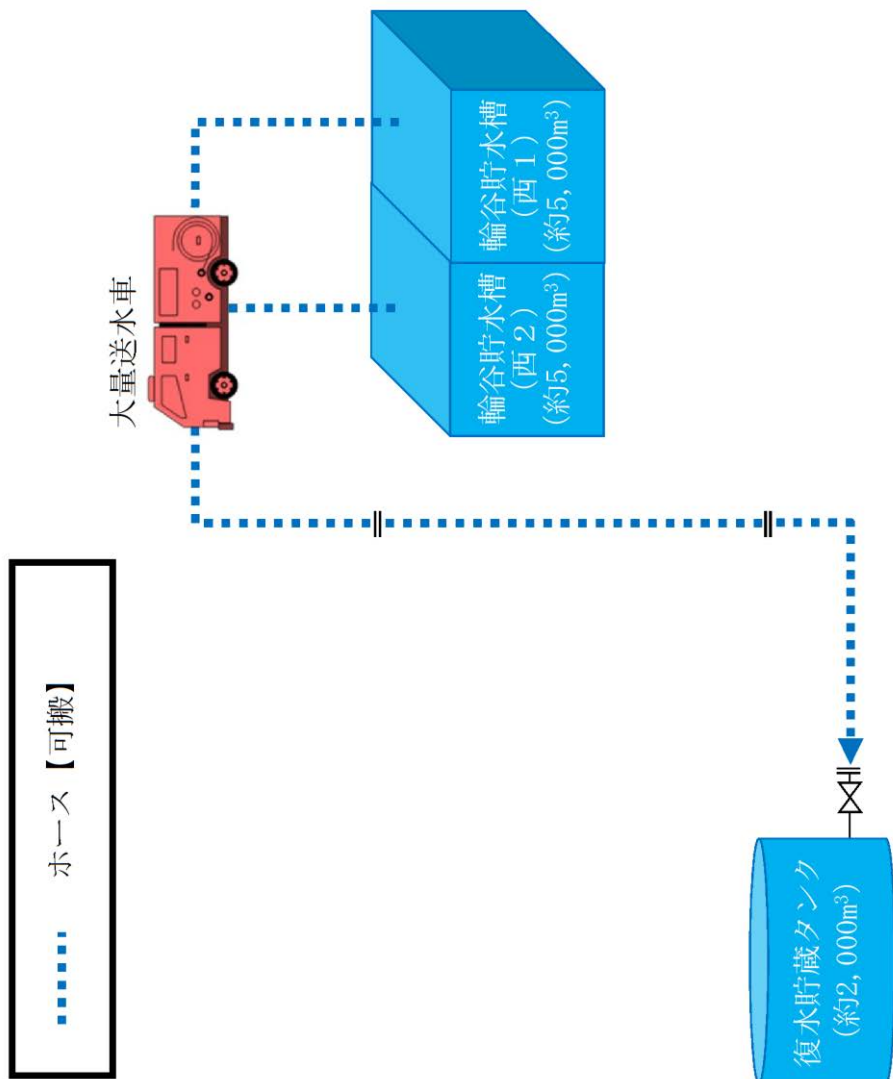 ホース【可搬】
大量送水車
輪谷貯水槽
(西2)
(約5,000m³)
輪谷貯水槽
(西1)
(約5,000m³)
復水貯蔵タンク
(約2,000m³)